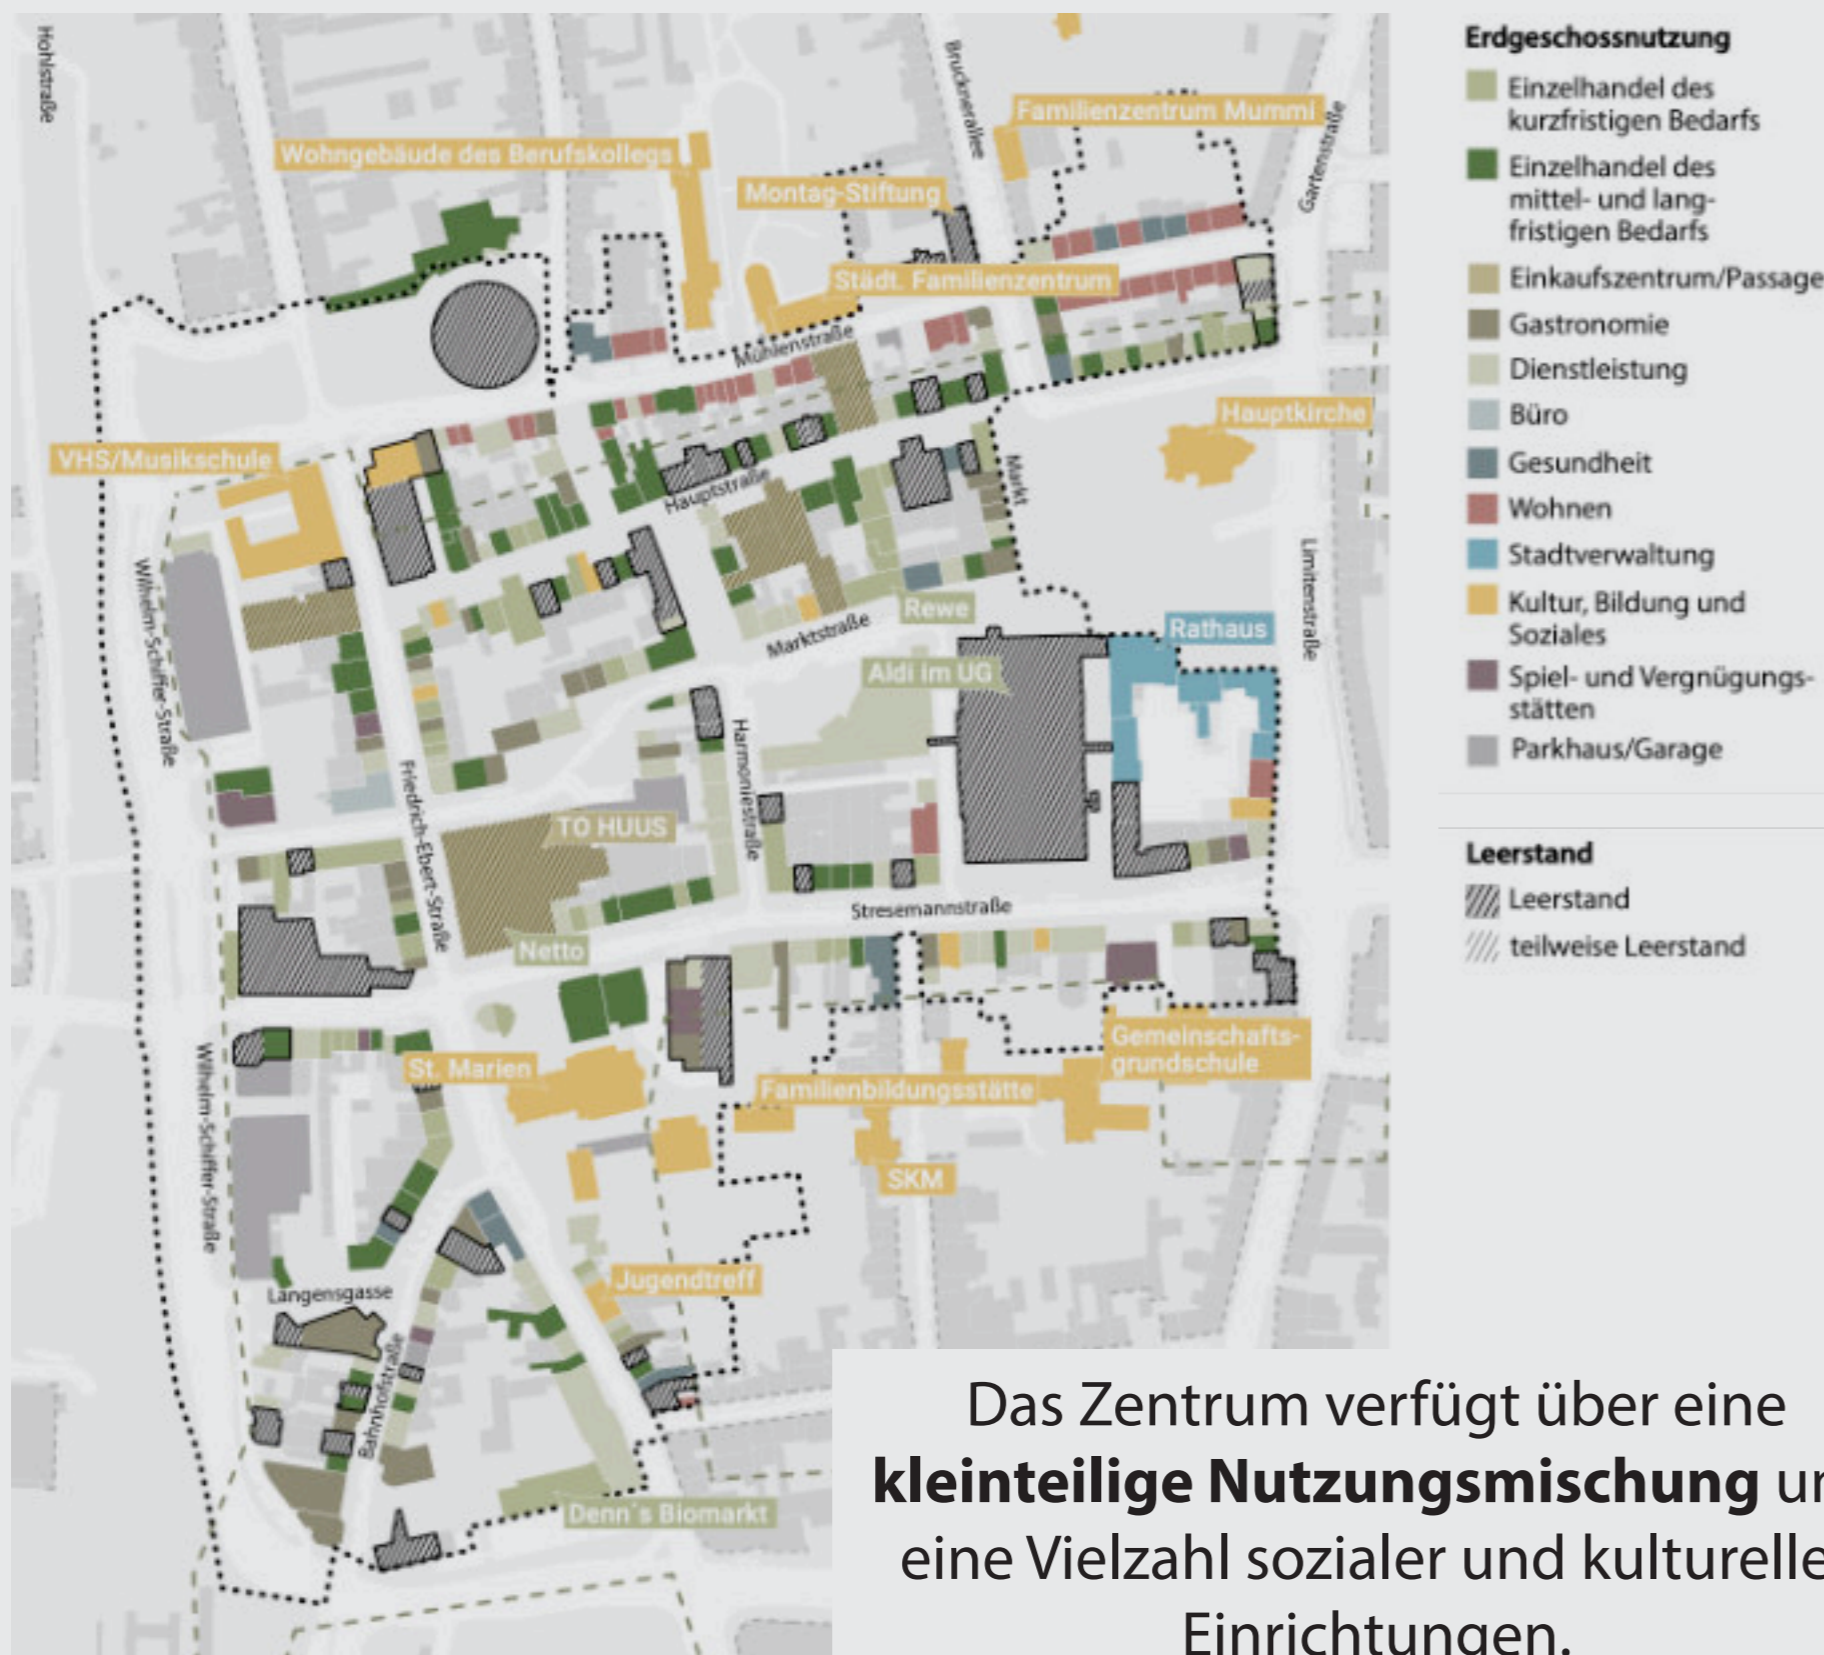 Hohlstraße
Brucknerallee
Familienzentrum Mummi
Gartenstraße
Wohngebäude des Berufskollegs
Montag-Stiftung
Städt. Familienzentrum
Mühlenstraße
Hauptkirche
VHS/Musikschule
Hauptstraße
Markt
Wilhelm-Schiffer-Straße
Limitenstraße
Rewe
Marktstraße
Rathaus
Aldi im UG
Harmoniestraße
Friedrich-Ebert-Straße
TO HUUS
Stresemannstraße
Netto
Wilhelm-Schiffer-Straße
St. Marien
Gemeinschafts-
grundschule
Familienbildungsstätte
SKM
Jugendtreff
Langensgasse
Bahnhofstraße
Denn´s Biomarkt
Erdgeschossnutzung
Einzelhandel des
kurzfristigen Bedarfs
Einzelhandel des
mittel- und lang-
fristigen Bedarfs
Einkaufszentrum/Passage
Gastronomie
Dienstleistung
Büro
Gesundheit
Wohnen
Stadtverwaltung
Kultur, Bildung und
Soziales
Spiel- und Vergnügungs-
stätten
Parkhaus/Garage
Leerstand
Leerstand
teilweise Leerstand
Das Zentrum verfügt über eine
kleinteilige Nutzungsmischung
eine Vielzahl sozialer und kulturelle
Einrichtungen.